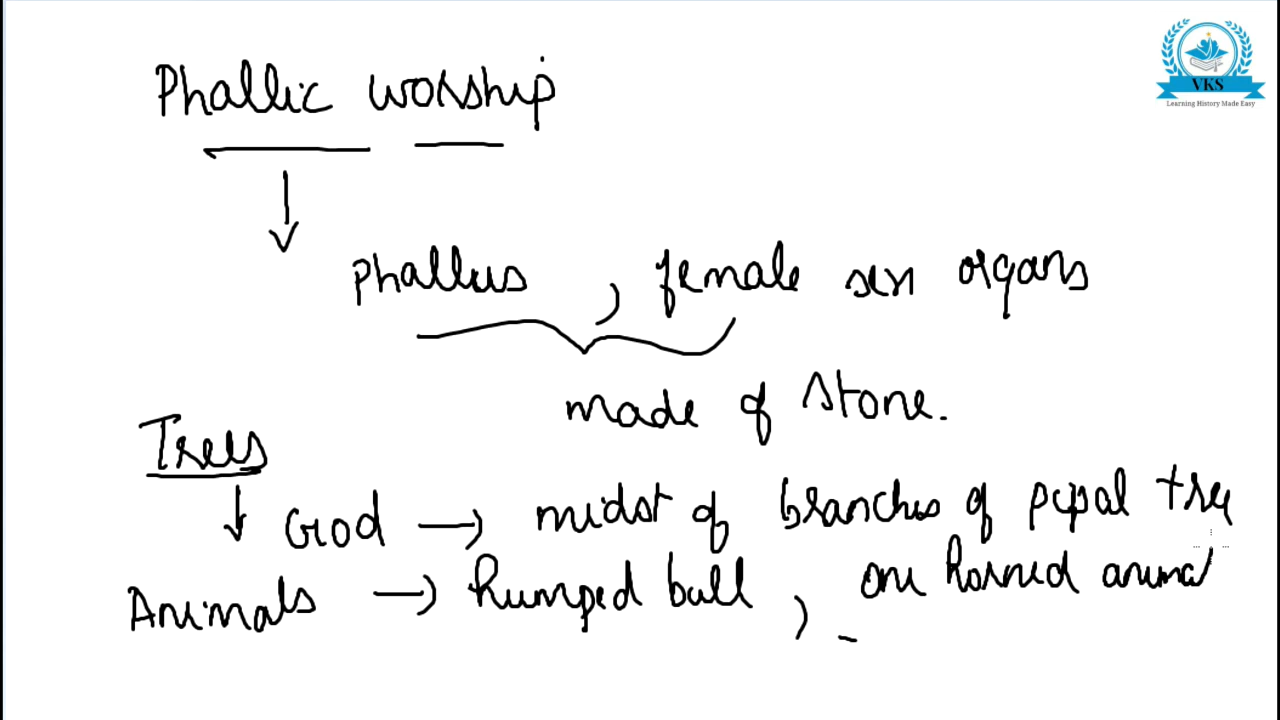 Phallic worship
VKS
Learning History Made Easy
Phallus, female sex organs
made of stone.
Trees
God → midst of branches of pepal tree
Animals → Humped bull, one horned animal